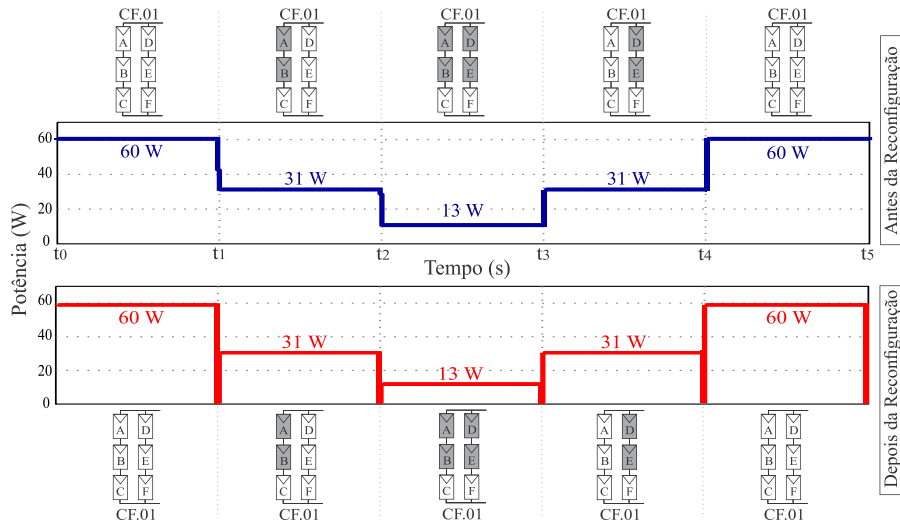 CF.01 CF.01 CF.01 CF.01 CF.01
A D A D A D A D A D
B E B E B E B E B E
C F C F C F C F C F
Antes da Reconfiguração
60
40
20
0
60 W
31 W
13 W
31 W
60 W
t0 t1 t2 t3 t4 t5
Tempo (s)
Potência (W)
60
40
20
0
60 W
31 W
13 W
31 W
60 W
Depois da Reconfiguração
A D A D A D A D A D
B E B E B E B E B E
C F C F C F C F C F
CF.01 CF.01 CF.01 CF.01 CF.01